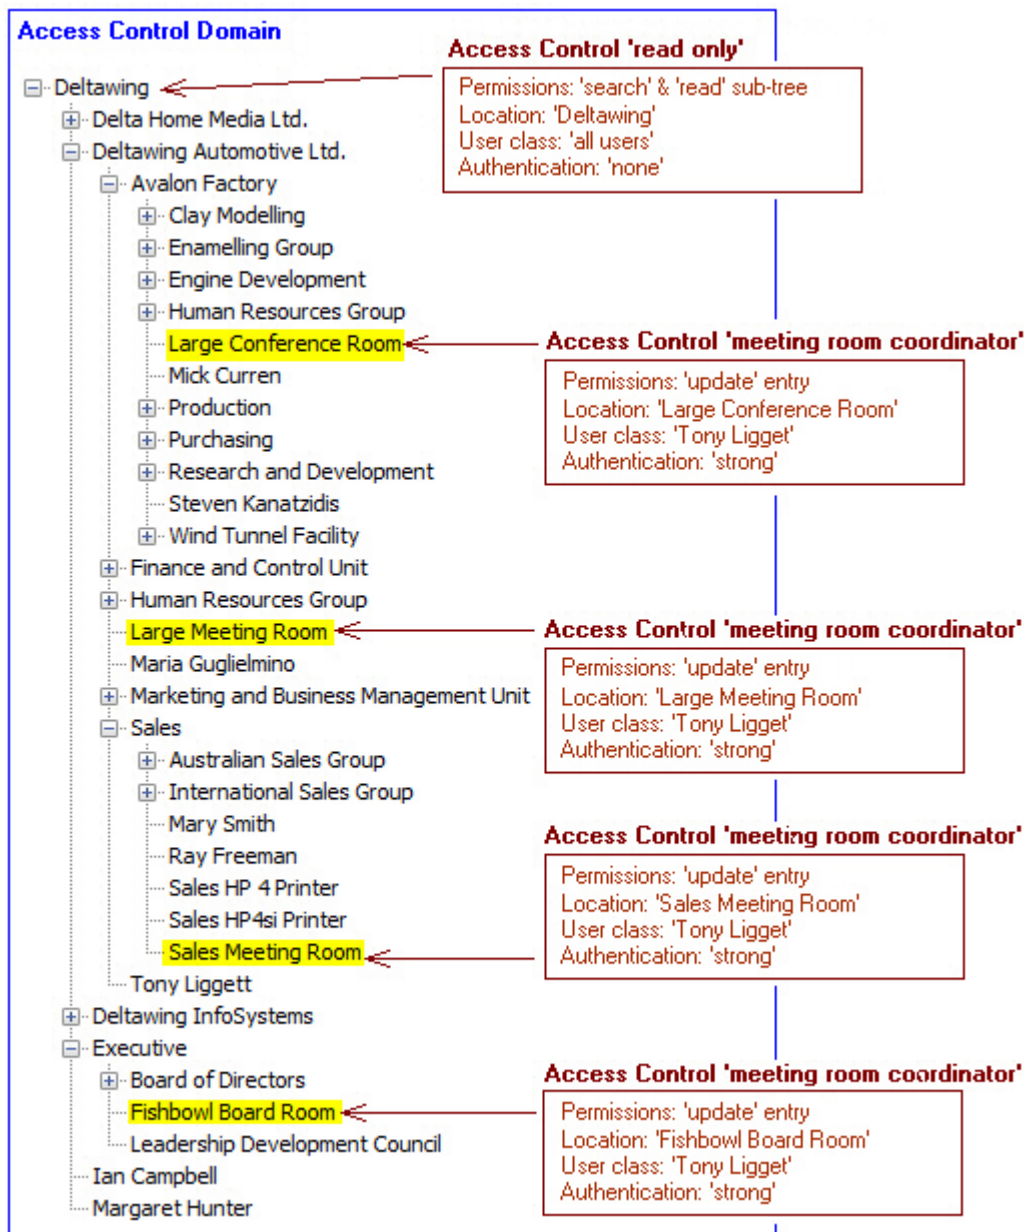 Access Control Domain
Access Control 'read only'
Deltawing
Permissions: 'search' & 'read' sub-tree
Location: 'Deltawing'
User class: 'all users'
Authentication: 'none'
Delta Home Media Ltd.
Deltawing Automotive Ltd.
Avalon Factory
Clay Modelling
Enamelling Group
Engine Development
Human Resources Group
Large Conference Room
Access Control 'meeting room coordinator'
Permissions: 'update' entry
Location: 'Large Conference Room'
User class: 'Tony Ligget'
Authentication: 'strong'
Mick Curren
Production
Purchasing
Research and Development
Steven Kanatzidis
Wind Tunnel Facility
Finance and Control Unit
Human Resources Group
Large Meeting Room
Access Control 'meeting room coordinator'
Permissions: 'update' entry
Location: 'Large Meeting Room'
User class: 'Tony Ligget'
Authentication: 'strong'
Maria Guglielmino
Marketing and Business Management Unit
Sales
Australian Sales Group
International Sales Group
Mary Smith
Ray Freeman
Sales HP 4 Printer
Sales HP4si Printer
Sales Meeting Room
Access Control 'meeting room coordinator'
Permissions: 'update' entry
Location: 'Sales Meeting Room'
User class: 'Tony Ligget'
Authentication: 'strong'
Tony Liggett
Deltawing InfoSystems
Executive
Board of Directors
Fishbowl Board Room
Access Control 'meeting room coordinator'
Permissions: 'update' entry
Location: 'Fishbowl Board Room'
User class: 'Tony Ligget'
Authentication: 'strong'
Leadership Development Council
Ian Campbell
Margaret Hunter